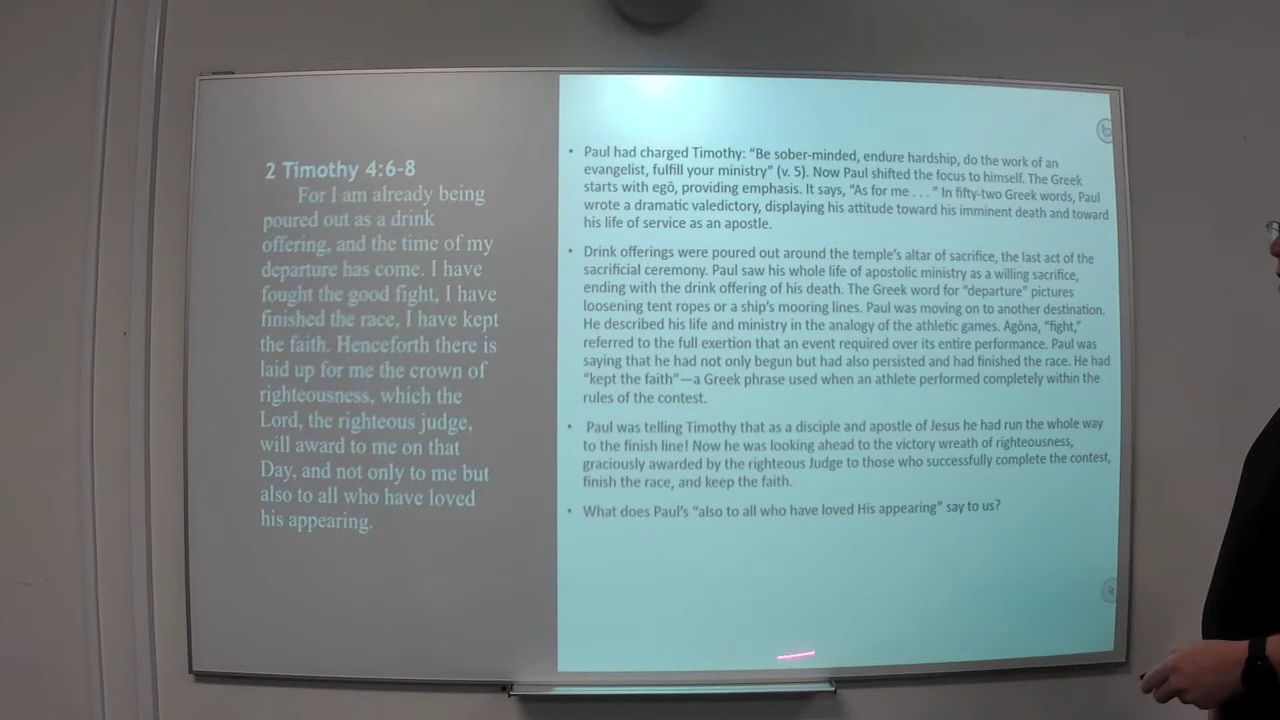 2 Timothy 4:6-8
For I am already being
poured out as a drink
offering, and the time of my
departure has come. I have
fought the good fight, I have
finished the race, I have kept
the faith. Henceforth there is
laid up for me the crown of
righteousness, which the
Lord, the righteous judge,
will award to me on that
Day, and not only to me but
also to all who have loved
his appearing.
• Paul had charged Timothy: “Be sober-minded, endure hardship, do the work of an
evangelist, fulfill your ministry” (v. 5). Now Paul shifted the focus to himself. The Greek
starts with egō, providing emphasis. It says, “As for me . . . ” In fifty-two Greek words, Paul
wrote a dramatic valedictory, displaying his attitude toward his imminent death and toward
his life of service as an apostle.
• Drink offerings were poured out around the temple’s altar of sacrifice, the last act of the
sacrificial ceremony. Paul saw his whole life of apostolic ministry as a willing sacrifice,
ending with the drink offering of his death. The Greek word for “departure” pictures
loosening tent ropes or a ship’s mooring lines. Paul was moving on to another destination.
He described his life and ministry in the analogy of the athletic games. Agōna, “fight,”
referred to the full exertion that an event required over its entire performance. Paul was
saying that he had not only begun but had also persisted and had finished the race. He had
“kept the faith”—a Greek phrase used when an athlete performed completely within the
rules of the contest.
• Paul was telling Timothy that as a disciple and apostle of Jesus he had run the whole way
to the finish line! Now he was looking ahead to the victory wreath of righteousness,
graciously awarded by the righteous Judge to those who successfully complete the contest,
finish the race, and keep the faith.
• What does Paul’s “also to all who have loved His appearing” say to us?